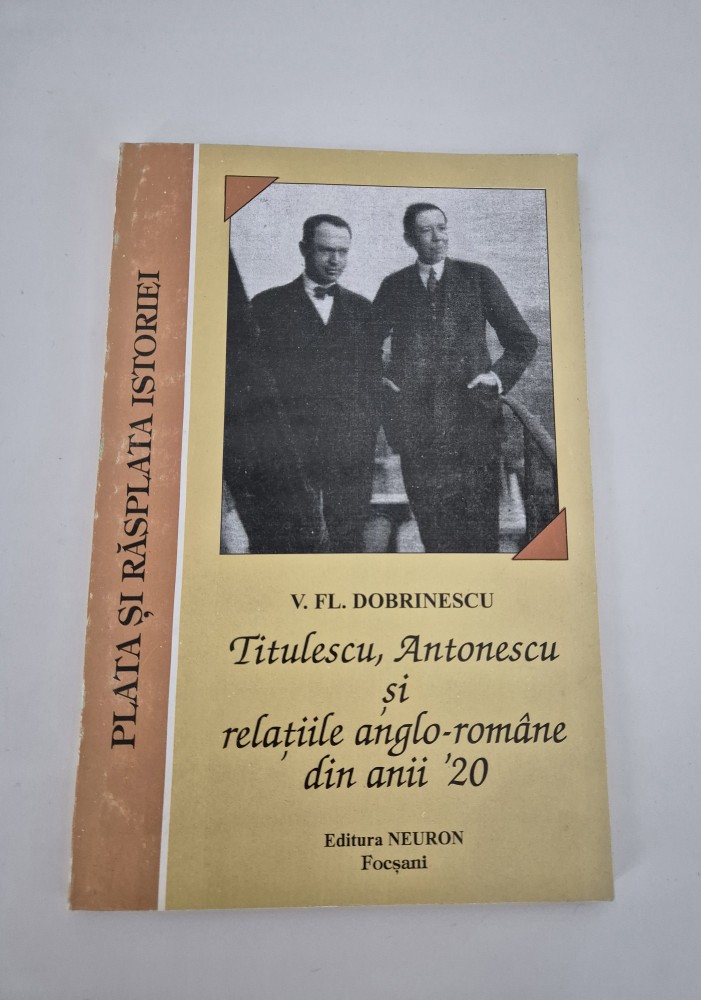 PLATA ȘI RĂSPLATA ISTORIEI
V. FL. DOBRINESCU
Titulescu, Antonescu
și
relațiile anglo-române
din anii '20
Editura NEURON
Focșani